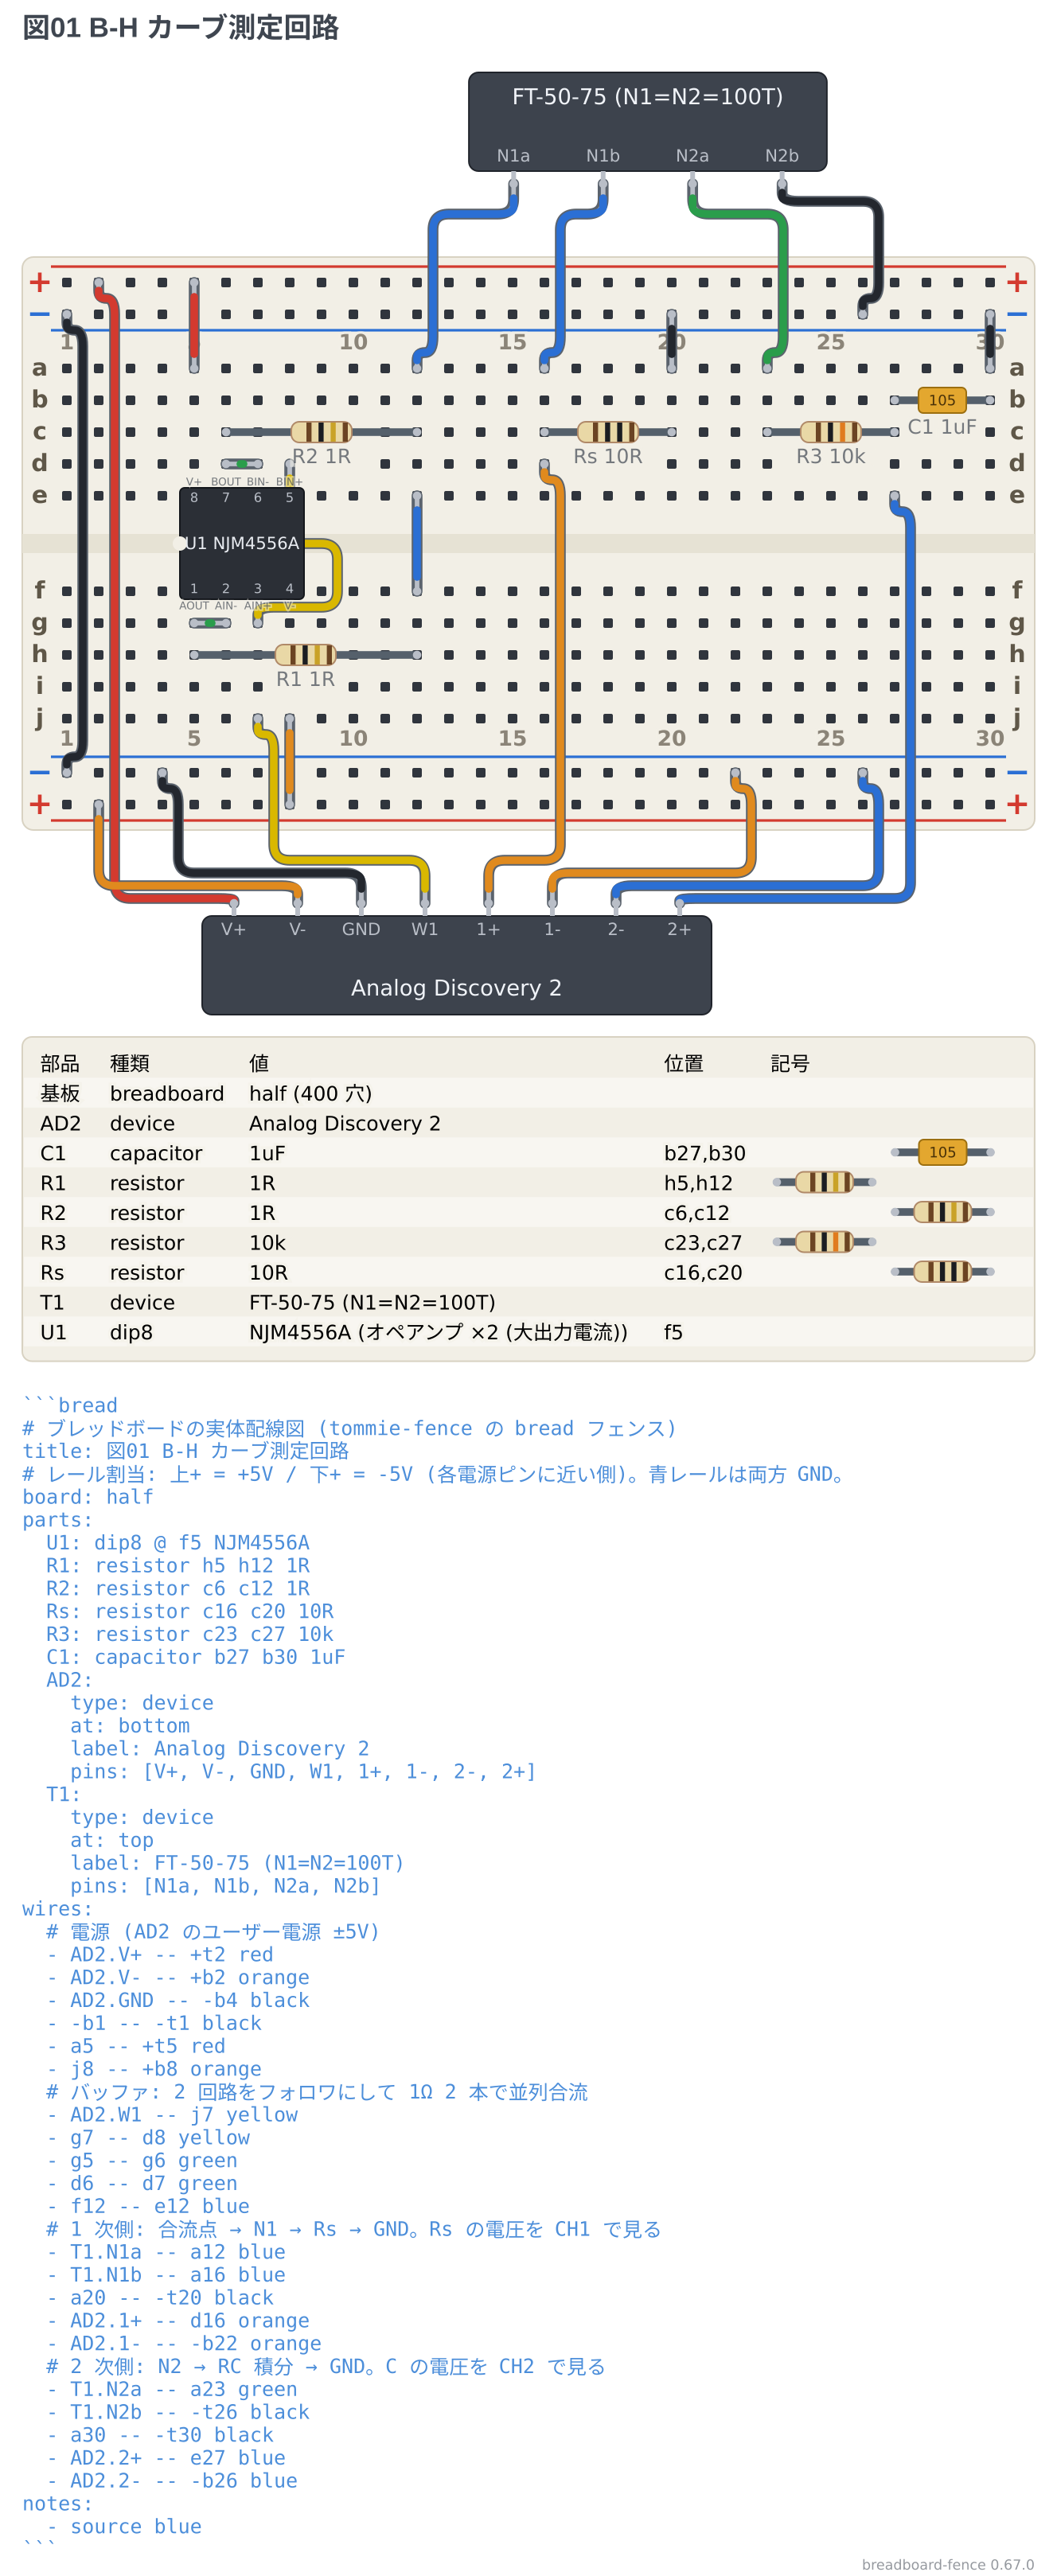 図01 B-H カーブ測定回路
FT-50-75 (N1=N2=100T)
N1a N1b N2a N2b
+ +
− −
1 10 15 20 25 30
a a
b 105 b
C1 1uF
c c
R2 1R Rs 10R R3 10k
d d
V+ BOUT BIN- BIN+
8 7 6 5
e e
U1 NJM4556A
1 2 3 4
f f
AOUT AIN- AIN+ V-
g g
h h
R1 1R
i i
j j
1 5 10 15 20 25 30
− −
+ +
V+ V- GND W1 1+ 1- 2- 2+
Analog Discovery 2
部品 種類 値 位置 記号
基板 breadboard half (400 穴)
AD2 device Analog Discovery 2
C1 capacitor 1uF b27,b30 105
R1 resistor 1R h5,h12
R2 resistor 1R c6,c12
R3 resistor 10k c23,c27
Rs resistor 10R c16,c20
T1 device FT-50-75 (N1=N2=100T)
U1 dip8 NJM4556A (オペアンプ ×2 (大出力電流)) f5
```bread
# ブレッドボードの実体配線図 (tommie-fence の bread フェンス)
title: 図01 B-H カーブ測定回路
# レール割当: 上+ = +5V / 下+ = -5V (各電源ピンに近い側)。青レールは両方 GND。
board: half
parts:
  U1: dip8 @ f5 NJM4556A
  R1: resistor h5 h12 1R
  R2: resistor c6 c12 1R
  Rs: resistor c16 c20 10R
  R3: resistor c23 c27 10k
  C1: capacitor b27 b30 1uF
  AD2:
    type: device
    at: bottom
    label: Analog Discovery 2
    pins: [V+, V-, GND, W1, 1+, 1-, 2-, 2+]
  T1:
    type: device
    at: top
    label: FT-50-75 (N1=N2=100T)
    pins: [N1a, N1b, N2a, N2b]
wires:
  # 電源 (AD2 のユーザー電源 ±5V)
  - AD2.V+ -- +t2 red
  - AD2.V- -- +b2 orange
  - AD2.GND -- -b4 black
  - -b1 -- -t1 black
  - a5 -- +t5 red
  - j8 -- +b8 orange
  # バッファ: 2 回路をフォロワにして 1Ω 2 本で並列合流
  - AD2.W1 -- j7 yellow
  - g7 -- d8 yellow
  - g5 -- g6 green
  - d6 -- d7 green
  - f12 -- e12 blue
  # 1 次側: 合流点 → N1 → Rs → GND。Rs の電圧を CH1 で見る
  - T1.N1a -- a12 blue
  - T1.N1b -- a16 blue
  - a20 -- -t20 black
  - AD2.1+ -- d16 orange
  - AD2.1- -- -b22 orange
  # 2 次側: N2 → RC 積分 → GND。C の電圧を CH2 で見る
  - T1.N2a -- a23 green
  - T1.N2b -- -t26 black
  - a30 -- -t30 black
  - AD2.2+ -- e27 blue
  - AD2.2- -- -b26 blue
notes:
  - source blue
```
breadboard-fence 0.67.0